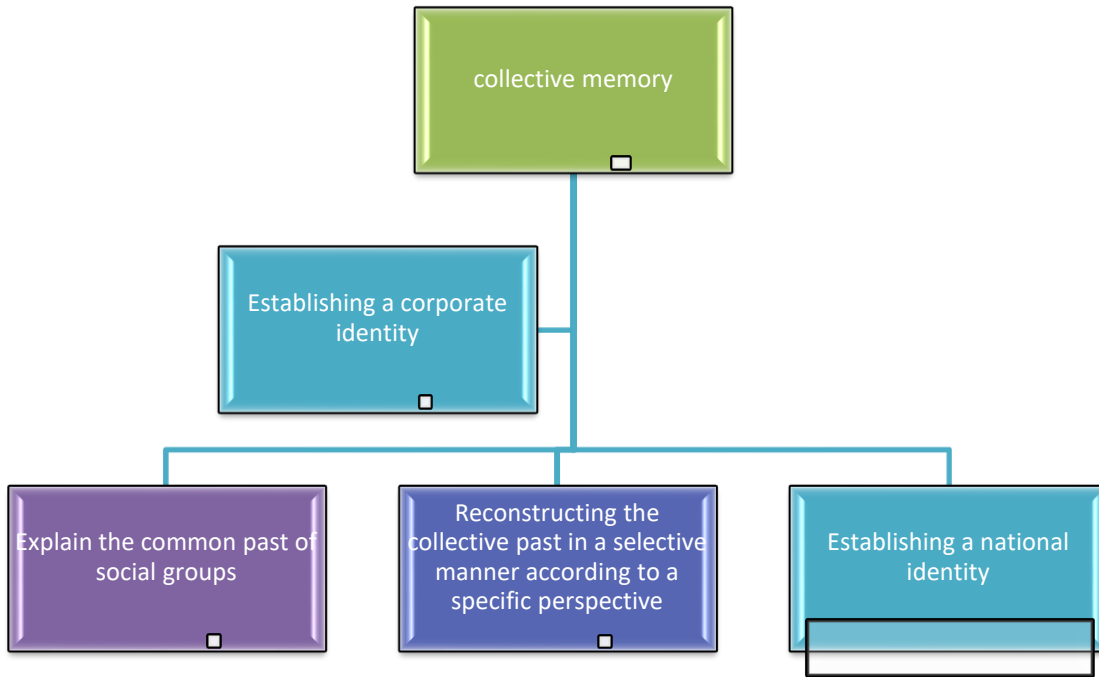 collective memory
Establishing a corporate
identity
Explain the common past of
social groups
Reconstructing the
collective past in a selective
manner according to a
specific perspective
Establishing a national
identity